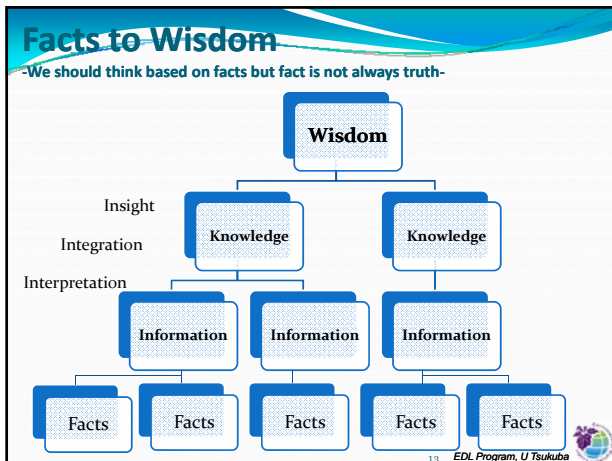 Facts to Wisdom
-We should think based on facts but fact is not always truth-
Wisdom
Insight
Knowledge
Knowledge
Integration
Interpretation
Information
Information
Information
Facts
Facts
Facts
Facts
Facts
13
EDL Program, U Tsukuba